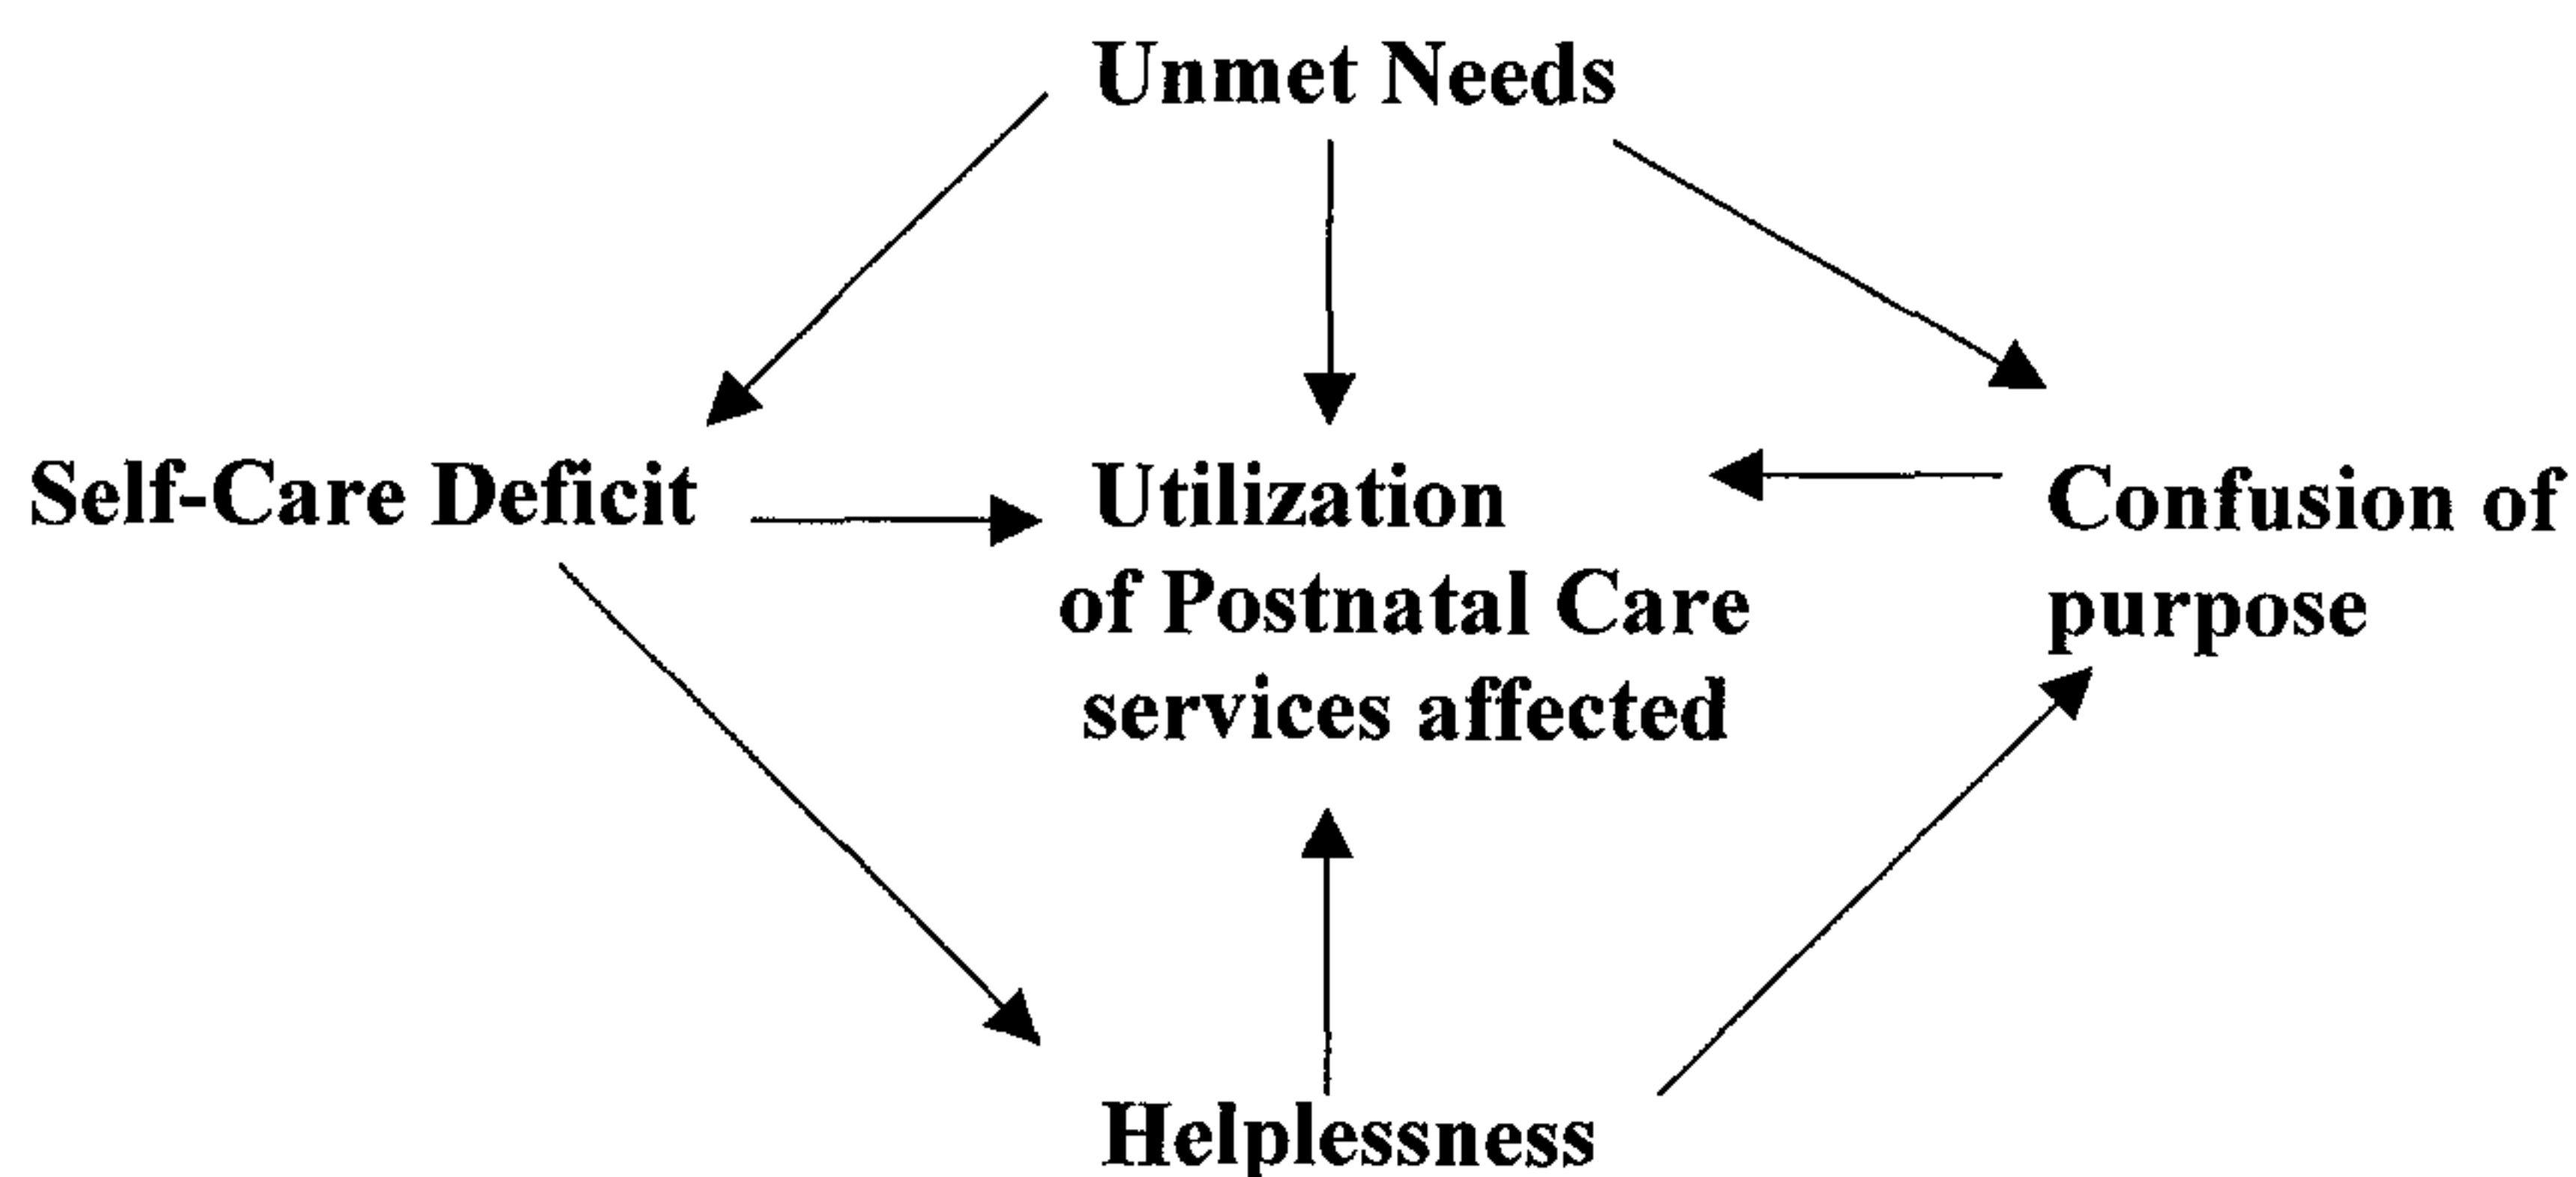 Unmet Needs
Self-Care Deficit
Utilization
of Postnatal Care
services affected
Confusion of
purpose
Helplessness